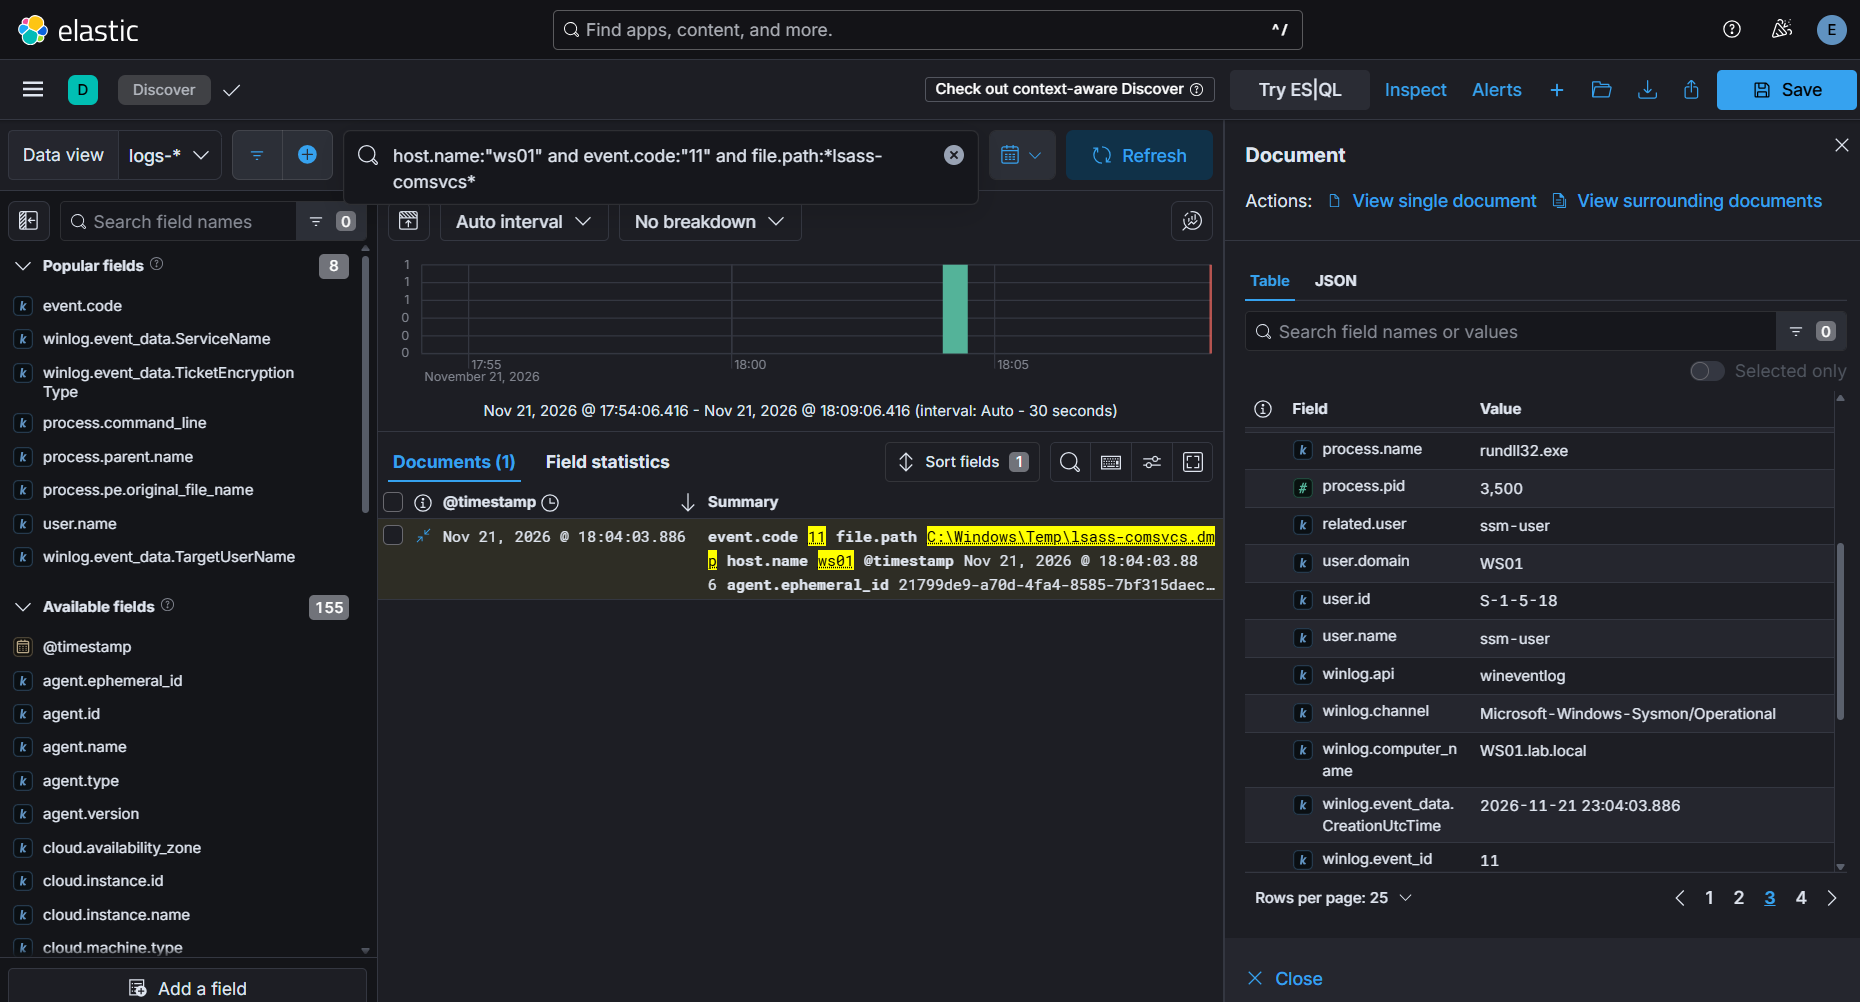 elastic
Find apps, content, and more.
^/
E
D
Discover
Check out context-aware Discover
Try ES|QL
Inspect
Alerts
Save
Data view
logs-*
host.name:"ws01" and event.code:"11" and file.path:*lsass-
comsvcs*
Refresh
Search field names
0
Auto interval
No breakdown
Popular fields
8
k event.code
k winlog.event_data.ServiceName
k winlog.event_data.TicketEncryption
Type
k process.command_line
k process.parent.name
k process.pe.original_file_name
k user.name
k winlog.event_data.TargetUserName
Available fields
155
@timestamp
k agent.ephemeral_id
k agent.id
k agent.name
k agent.type
k agent.version
k cloud.availability_zone
k cloud.instance.id
k cloud.instance.name
k cloud.machine.type
Add a field
1
1
1
0
0
0
17:55
November 21, 2026
18:00
18:05
Nov 21, 2026 @ 17:54:06.416 - Nov 21, 2026 @ 18:09:06.416 (interval: Auto - 30 seconds)
Documents (1)
Field statistics
Sort fields 1
@timestamp
Summary
Nov 21, 2026 @ 18:04:03.886
event.code 11 file.path C:\Windows\Temp\lsass-comsvcs.dm
p host.name ws01 @timestamp Nov 21, 2026 @ 18:04:03.88
6 agent.ephemeral_id 21799de9-a70d-4fa4-8585-7bf315daec…
Document
Actions:
View single document
View surrounding documents
Table
JSON
Search field names or values
0
Selected only
Field
Value
k process.name rundll32.exe
# process.pid 3,500
k related.user ssm-user
k user.domain WS01
k user.id S-1-5-18
k user.name ssm-user
k winlog.api wineventlog
k winlog.channel Microsoft-Windows-Sysmon/Operational
k winlog.computer_n WS01.lab.local
ame
k winlog.event_data. 2026-11-21 23:04:03.886
CreationUtcTime
k winlog.event_id 11
Rows per page: 25
1 2 3 4
Close